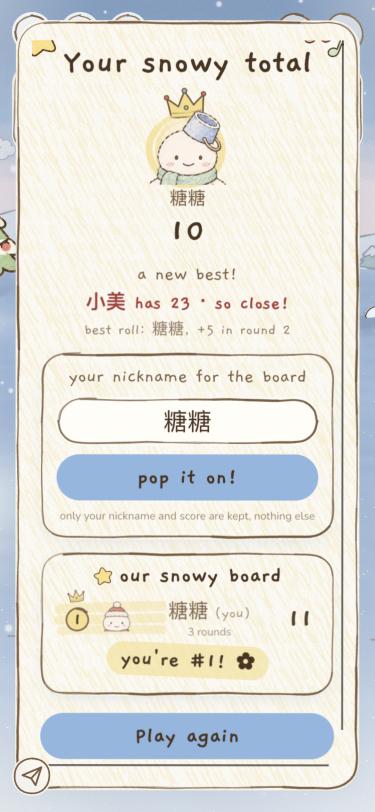 Your snowy total
糖糖
10
a new best!
小美 has 23 · so close!
best roll: 糖糖, +5 in round 2
your nickname for the board
糖糖
pop it on!
only your nickname and score are kept, nothing else
our snowy board
1 糖糖 (you) 11
3 rounds
you're #1!
Play again